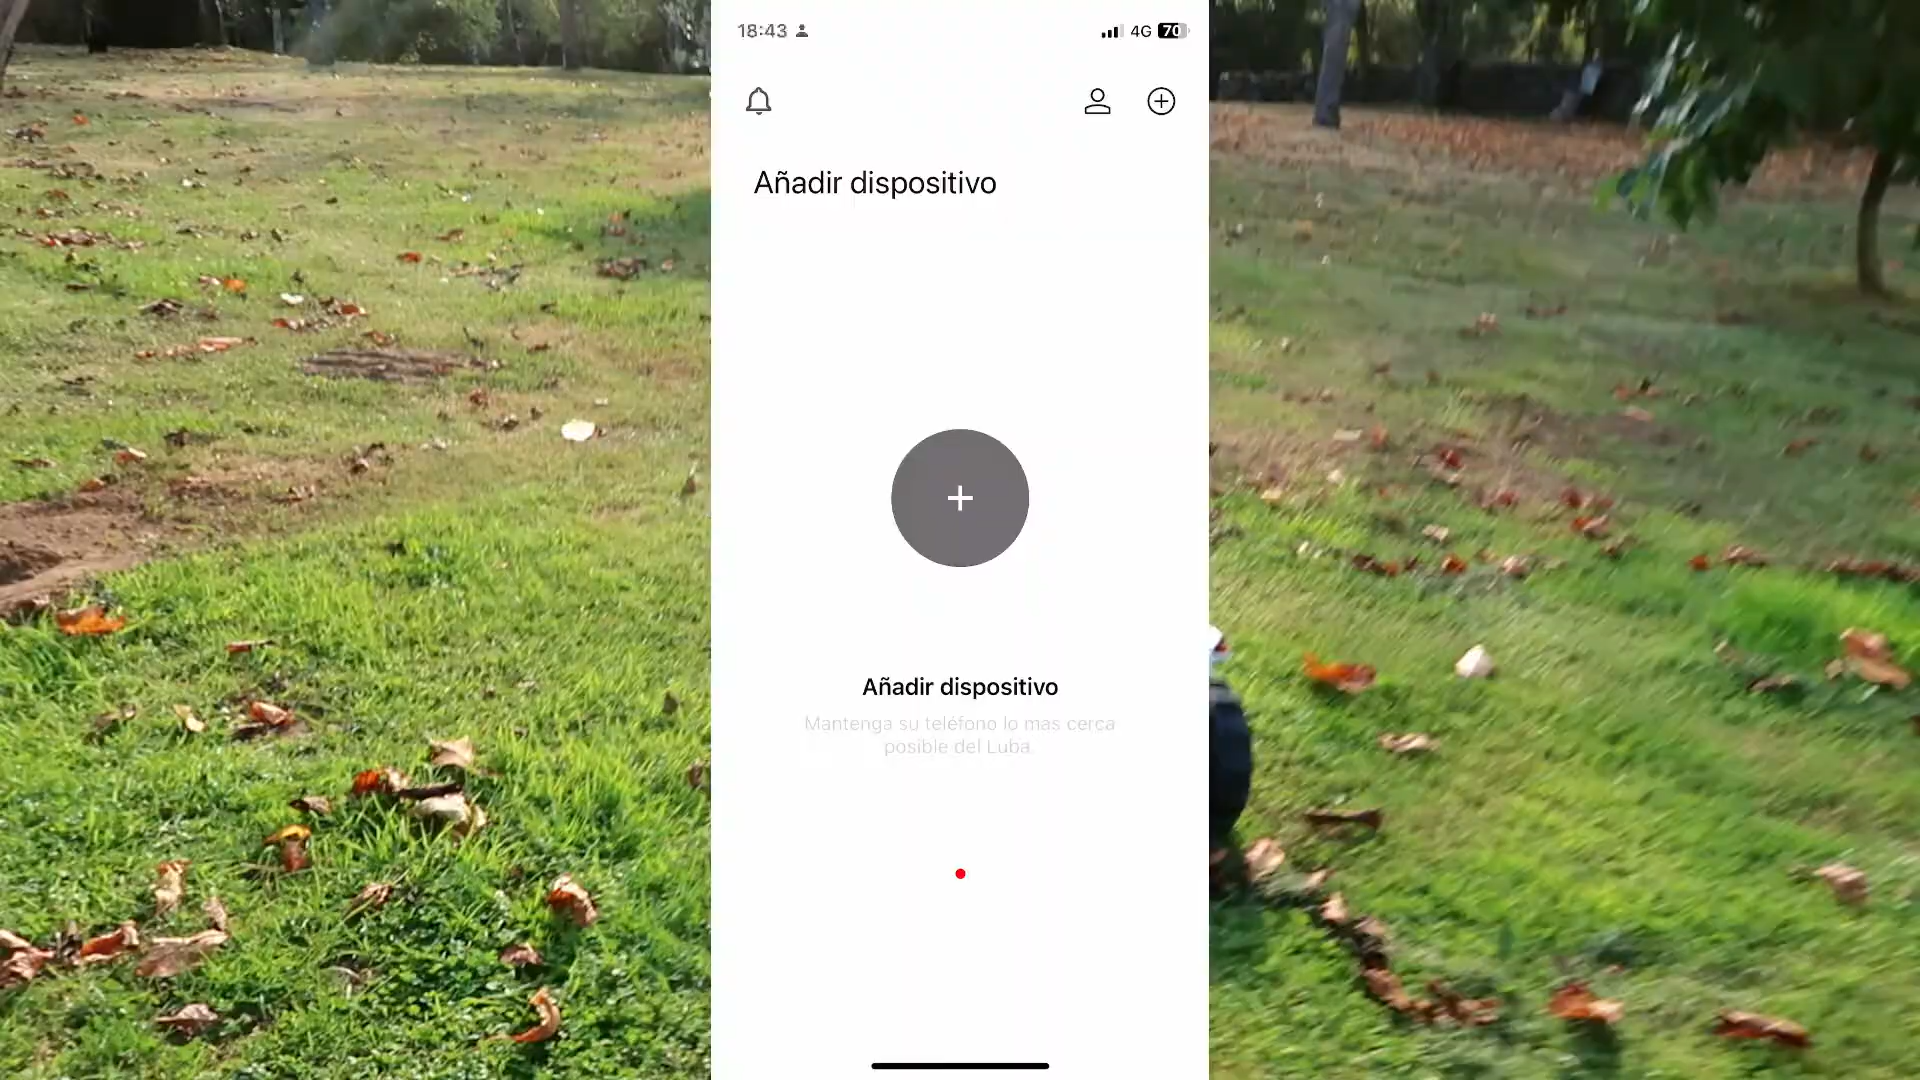 18:43
4G 70
Añadir dispositivo
Añadir dispositivo
Mantenga su teléfono lo mas cerca
posible del Luba.